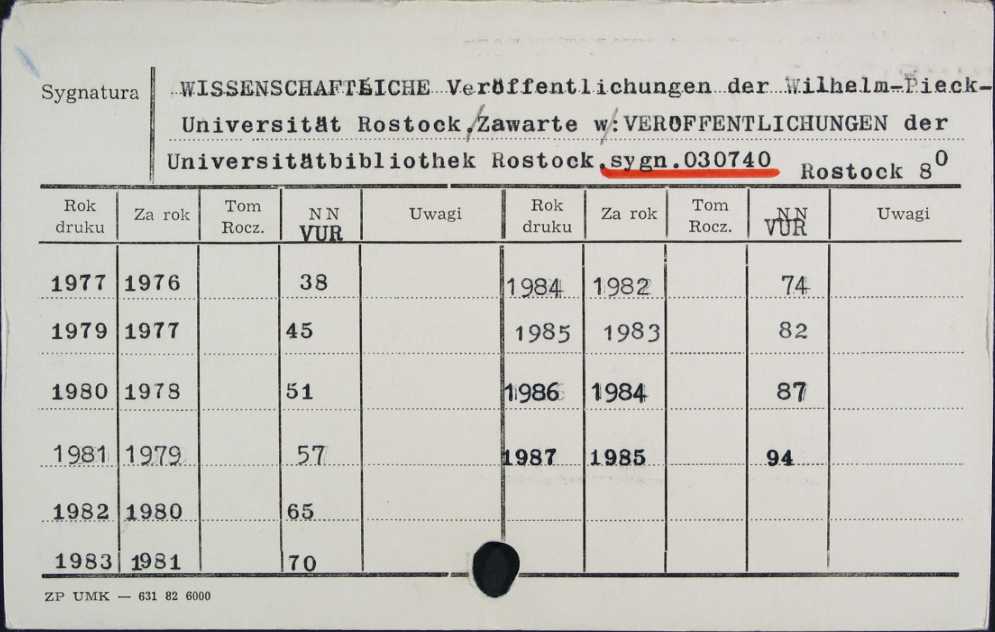 Sygnatura WISSENSCHAFTLICHE Veröffentlichungen der Wilhelm-Pieck-
Universität Rostock./Zawarte w/: VERÖFFENTLICHUNGEN der
Universitätbibliothek Rostock.sygn.030740 Rostock 8⁰
Rok druku Za rok Tom Rocz. NN VUR Uwagi Rok druku Za rok Tom Rocz. NN VUR Uwagi
1977 1976 38 1984 1982 74
1979 1977 45 1985 1983 82
1980 1978 51 1986 1984 87
1981 1979 57 1987 1985 94
1982 1980 65
1983 1981 70
ZP UMK — 631 82 6000